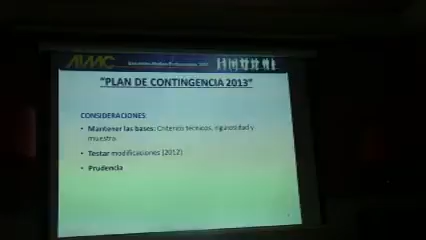 AIMC
"PLAN DE CONTINGENCIA 2013"
CONSIDERACIONES:
• Mantener las bases: Criterios técnicos, rigurosidad y
muestra
• Testar modificaciones (2012)
• Prudencia